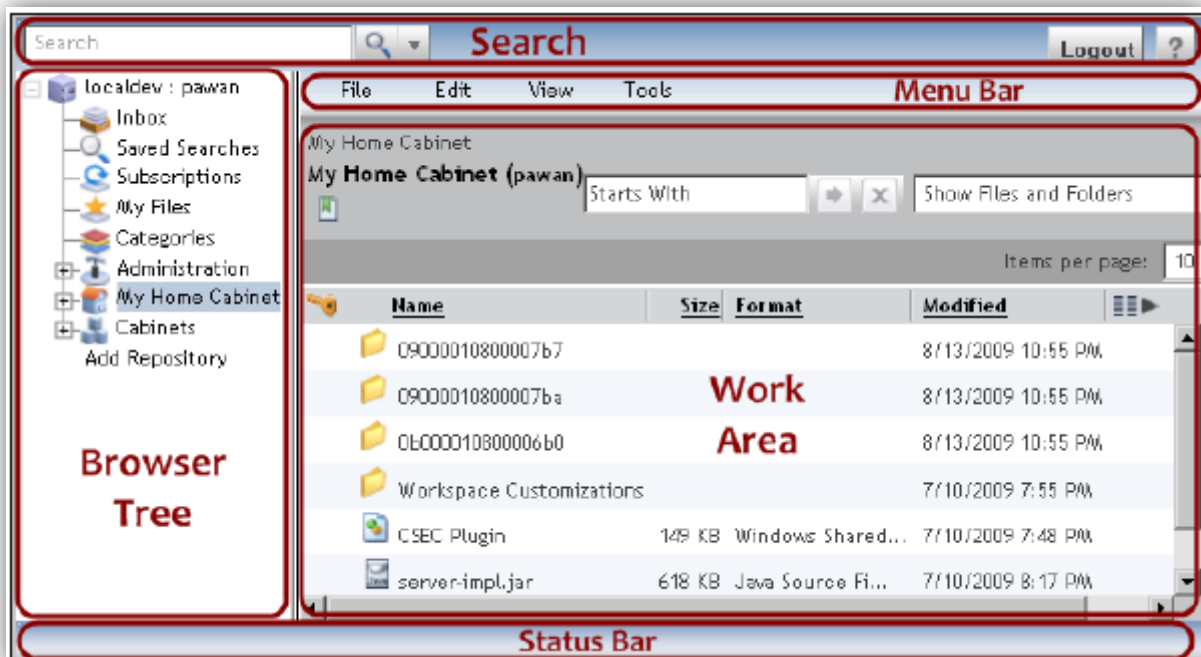 Search
Search
Logout
?
localdev : pawan
Inbox
Saved Searches
Subscriptions
My Files
Categories
Administration
My Home Cabinet
Cabinets
Add Repository
Browser
Tree
File Edit View Tools
Menu Bar
My Home Cabinet
My Home Cabinet (pawan)
Starts With
Show Files and Folders
Items per page: 10
Name Size Format Modified
09000010800007b7 8/13/2009 10:55 PM
09000010800007ba 8/13/2009 10:55 PM
0b000010800006b0 8/13/2009 10:55 PM
Workspace Customizations 7/10/2009 7:55 PM
CSEC Plugin 149 KB Windows Shared... 7/10/2009 7:48 PM
server-impl.jar 618 KB Java Source Fi... 7/10/2009 8:17 PM
Work
Area
Status Bar